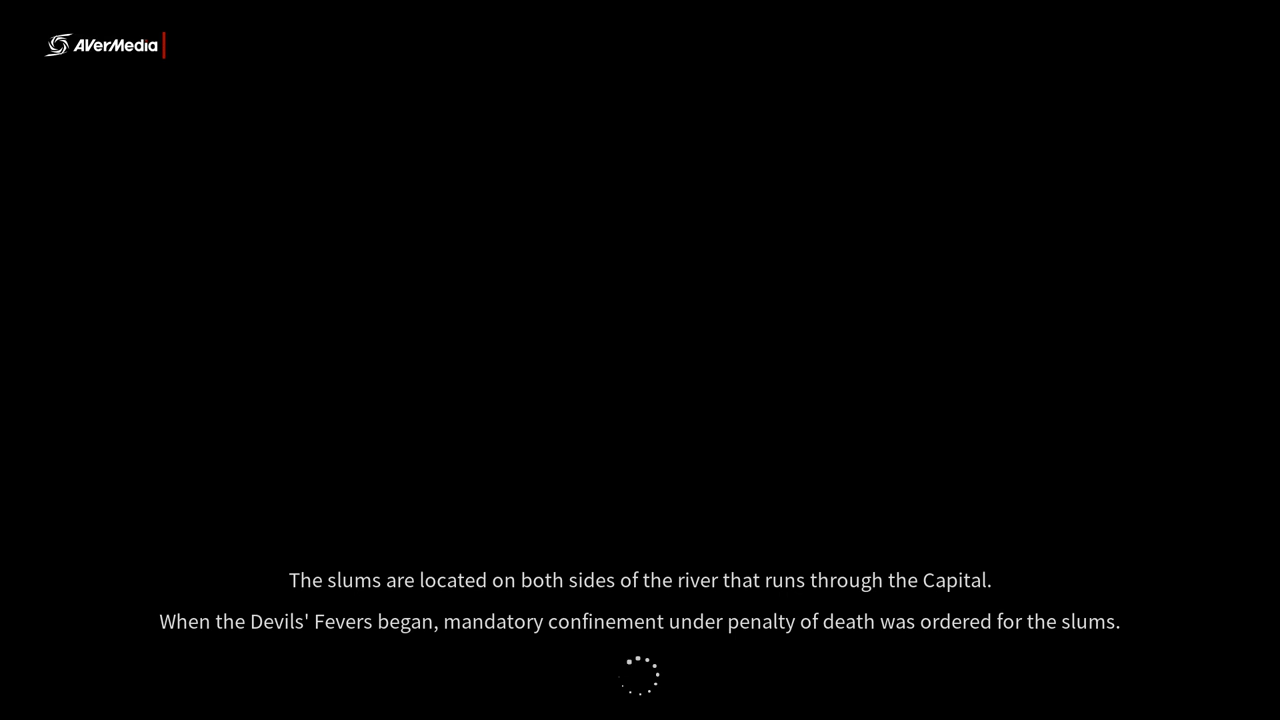 AVerMedia
The slums are located on both sides of the river that runs through the Capital.
When the Devils' Fevers began, mandatory confinement under penalty of death was ordered for the slums.